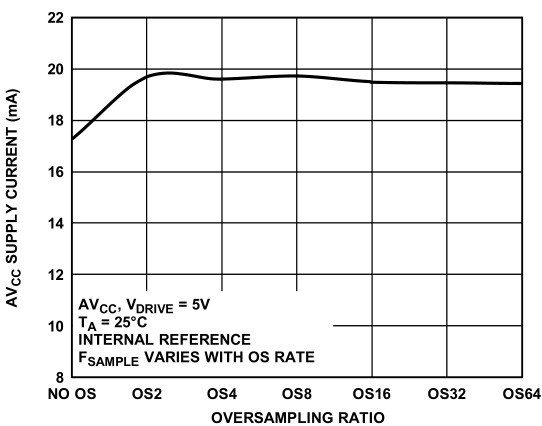 22
20
18
16
14
12
10
8
AVCC SUPPLY CURRENT (mA)
AVCC, VDRIVE = 5V
TA = 25°C
INTERNAL REFERENCE
FSAMPLE VARIES WITH OS RATE
NO OS OS2 OS4 OS8 OS16 OS32 OS64
OVERSAMPLING RATIO